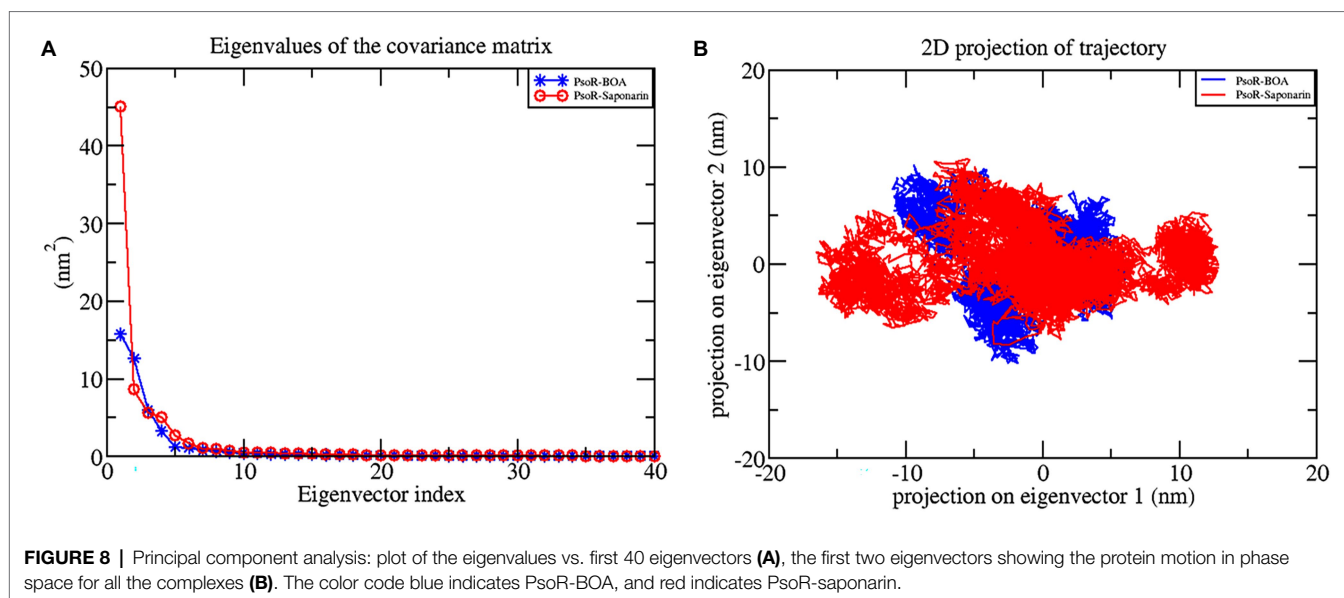 A
Eigenvalues of the covariance matrix
50
40
30
20
10
0
(nm²)
PsoR-BOA
PsoR-Saponarin
0 10 20 30 40
Eigenvector index
B
2D projection of trajectory
20
10
0
-10
-20
projection on eigenvector 2 (nm)
PsoR-BOA
PsoR-Saponarin
-20 -10 0 10 20
projection on eigenvector 1 (nm)
FIGURE 8 | Principal component analysis: plot of the eigenvalues vs. first 40 eigenvectors (A), the first two eigenvectors showing the protein motion in phase
space for all the complexes (B). The color code blue indicates PsoR-BOA, and red indicates PsoR-saponarin.